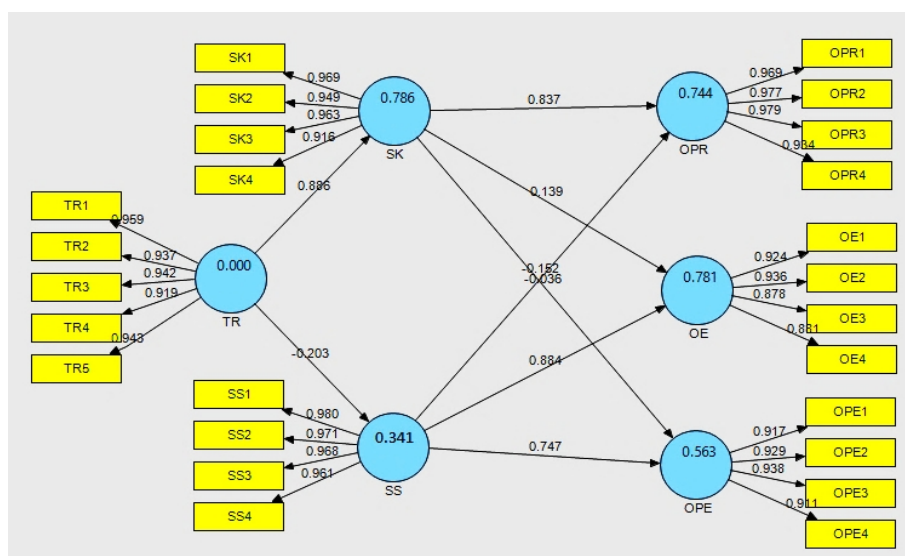 SK1
SK2
SK3
SK4
0.969
0.949
0.963
0.916
0.786
SK
0.886
TR1
TR2
TR3
TR4
TR5
0.959
0.937
0.942
0.919
0.943
0.000
TR
-0.203
SS1
SS2
SS3
SS4
0.980
0.971
0.968
0.961
0.341
SS
0.837
0.139
-0.152
-0.036
0.884
0.747
0.744
OPR
0.969
0.977
0.979
0.934
OPR1
OPR2
OPR3
OPR4
0.781
OE
0.924
0.936
0.878
0.881
OE1
OE2
OE3
OE4
0.563
OPE
0.917
0.929
0.938
0.911
OPE1
OPE2
OPE3
OPE4